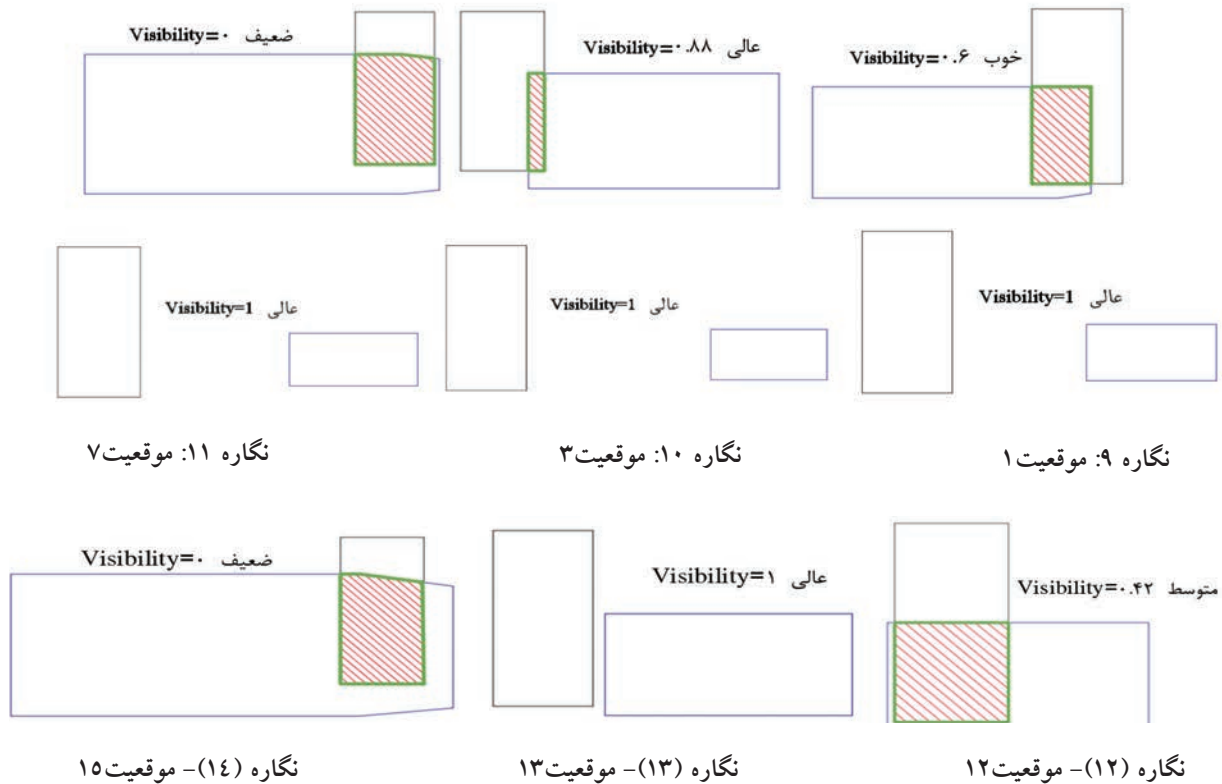 خوب Visibility=۰.۶
عالی Visibility=۰.۸۸
ضعیف Visibility=۰
عالی Visibility=1
عالی Visibility=1
عالی Visibility=1
نگاره ۹: موقعیت۱
نگاره ۱۰: موقعیت۳
نگاره ۱۱: موقعیت۷
متوسط Visibility=۰.۴۲
عالی Visibility=۱
ضعیف Visibility=۰
نگاره (۱۲)- موقعیت۱۲
نگاره (۱۳)- موقعیت۱۳
نگاره (۱٤)- موقعیت۱٥